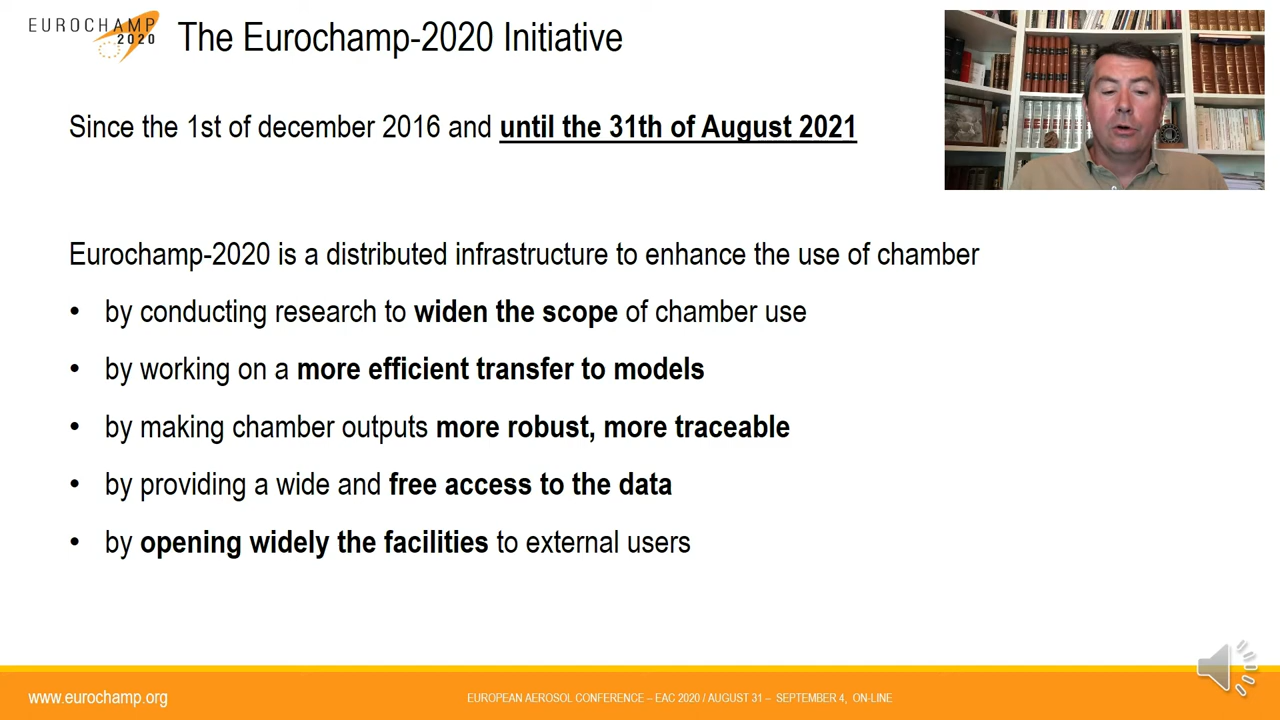 EUROCHAMP
2020
The Eurochamp-2020 Initiative
Since the 1st of december 2016 and until the 31th of August 2021
Eurochamp-2020 is a distributed infrastructure to enhance the use of chamber
• by conducting research to widen the scope of chamber use
• by working on a more efficient transfer to models
• by making chamber outputs more robust, more traceable
• by providing a wide and free access to the data
• by opening widely the facilities to external users
www.eurochamp.org
EUROPEAN AEROSOL CONFERENCE – EAC 2020 / AUGUST 31 – SEPTEMBER 4, ON-LINE